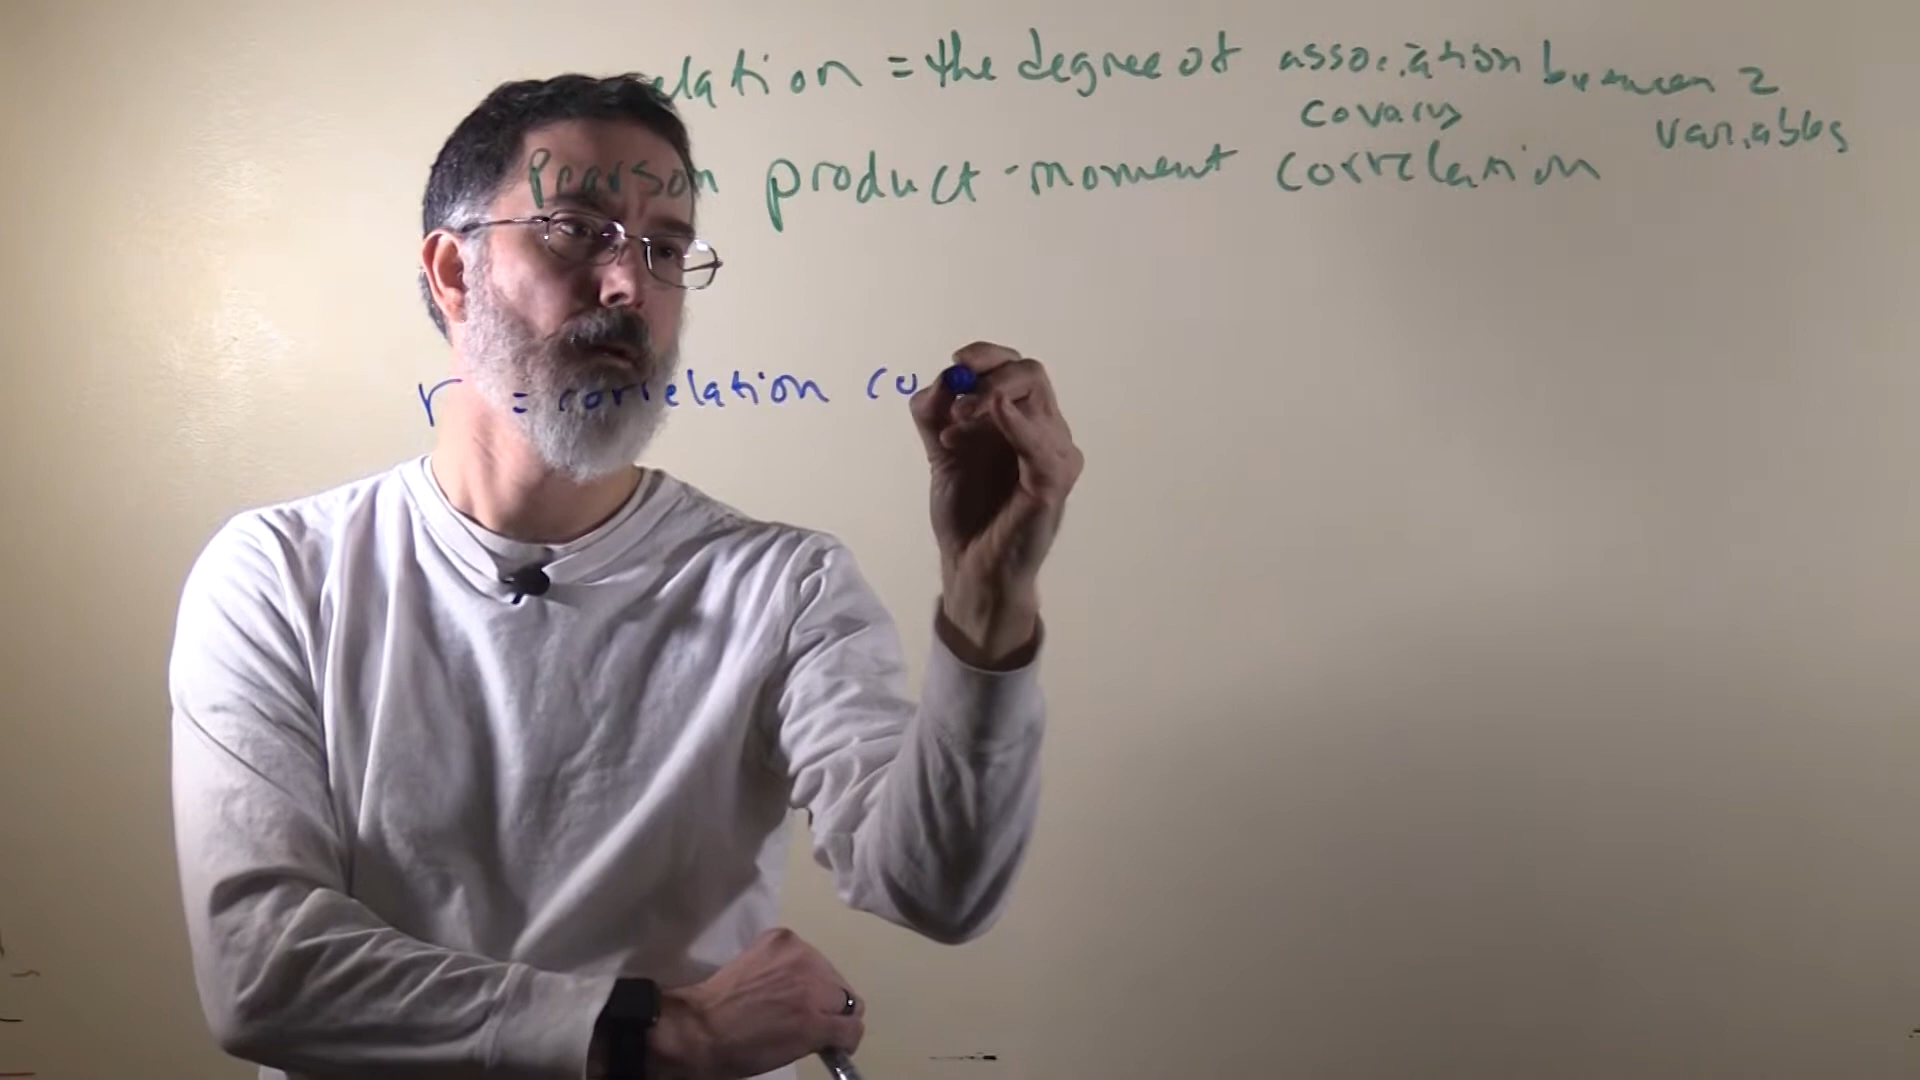 elation = the degree of association between 2
covary variables
Pearson product-moment correlation
r = correlation co